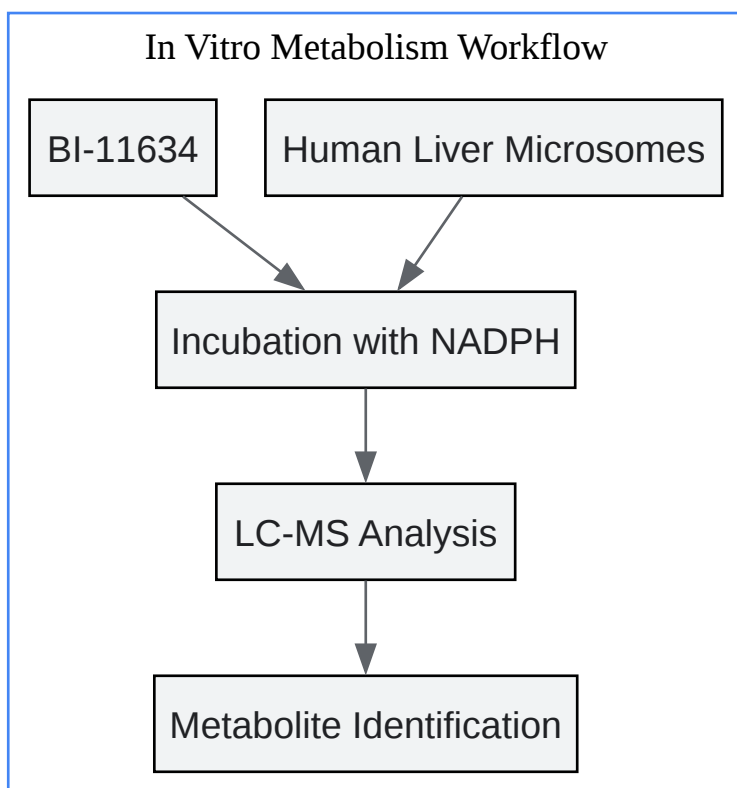 In Vitro Metabolism Workflow
BI-11634
Human Liver Microsomes
Incubation with NADPH
LC-MS Analysis
Metabolite Identification